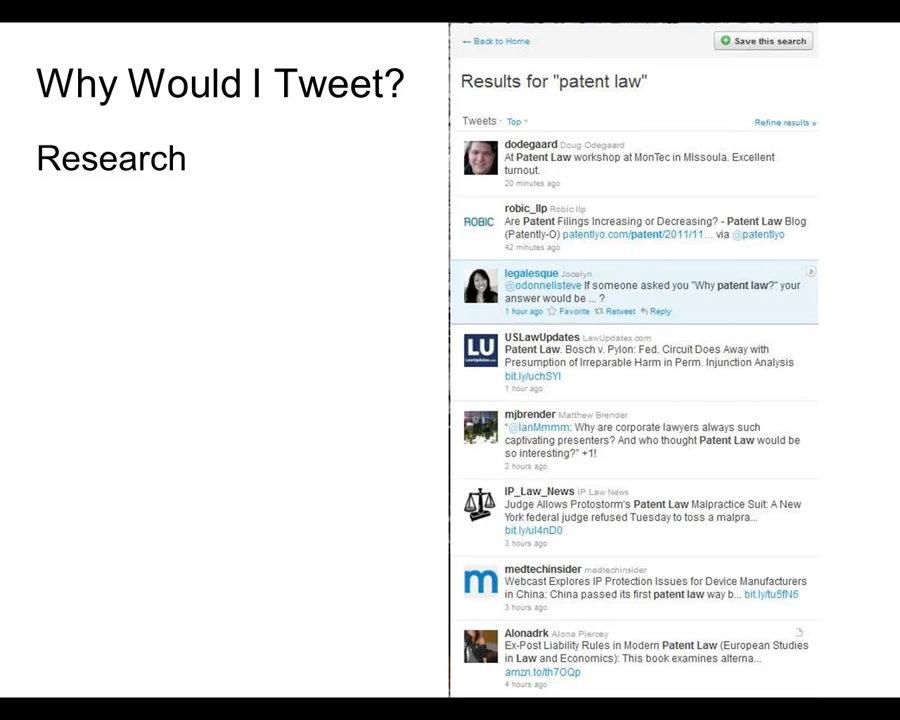 Why Would I Tweet?
Research
← Back to Home
Save this search
Results for "patent law"
Tweets · Top
Refine results »
dodegaard Doug Odegaard
At Patent Law workshop at MonTec in MIssoula. Excellent
turnout.
20 minutes ago
ROBIC
robic_llp Robic llp
Are Patent Filings Increasing or Decreasing? - Patent Law Blog
(Patently-O) patentlyo.com/patent/2011/11... via @patentlyo
42 minutes ago
legalesque Jocelyn
@odonnellsteve If someone asked you "Why patent law?" your
answer would be ... ?
1 hour ago Favorite Retweet Reply
LU
LawUpdates.com
USLawUpdates LawUpdates.com
Patent Law. Bosch v. Pylon: Fed. Circuit Does Away with
Presumption of Irreparable Harm in Perm. Injunction Analysis
bit.ly/uchSYI
1 hour ago
mjbrender Matthew Brender
"@IanMmmm: Why are corporate lawyers always such
captivating presenters? And who thought Patent Law would be
so interesting?" +1!
2 hours ago
IP_Law_News IP Law News
Judge Allows Protostorm's Patent Law Malpractice Suit: A New
York federal judge refused Tuesday to toss a malpra...
bit.ly/uI4nD0
3 hours ago
m
medtechinsider medtechinsider
Webcast Explores IP Protection Issues for Device Manufacturers
in China: China passed its first patent law way b... bit.ly/tu5fN6
3 hours ago
Alonadrk Alona Piercey
Ex-Post Liability Rules in Modern Patent Law (European Studies
in Law and Economics): This book examines alterna...
amzn.to/th7OQp
4 hours ago